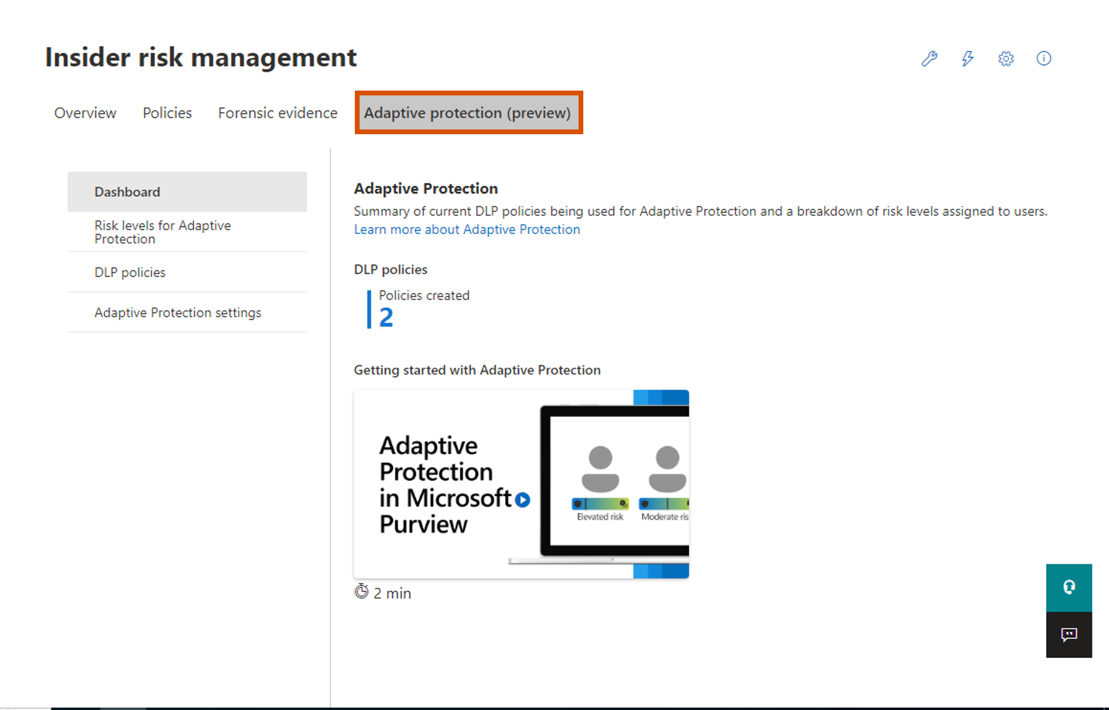 Insider risk management
Overview Policies Forensic evidence Adaptive protection (preview)
Dashboard
Risk levels for Adaptive
Protection
DLP policies
Adaptive Protection settings
Adaptive Protection
Summary of current DLP policies being used for Adaptive Protection and a breakdown of risk levels assigned to users.
Learn more about Adaptive Protection
DLP policies
Policies created
2
Getting started with Adaptive Protection
Adaptive
Protection
in Microsoft
Purview
Elevated risk Moderate ris
2 min